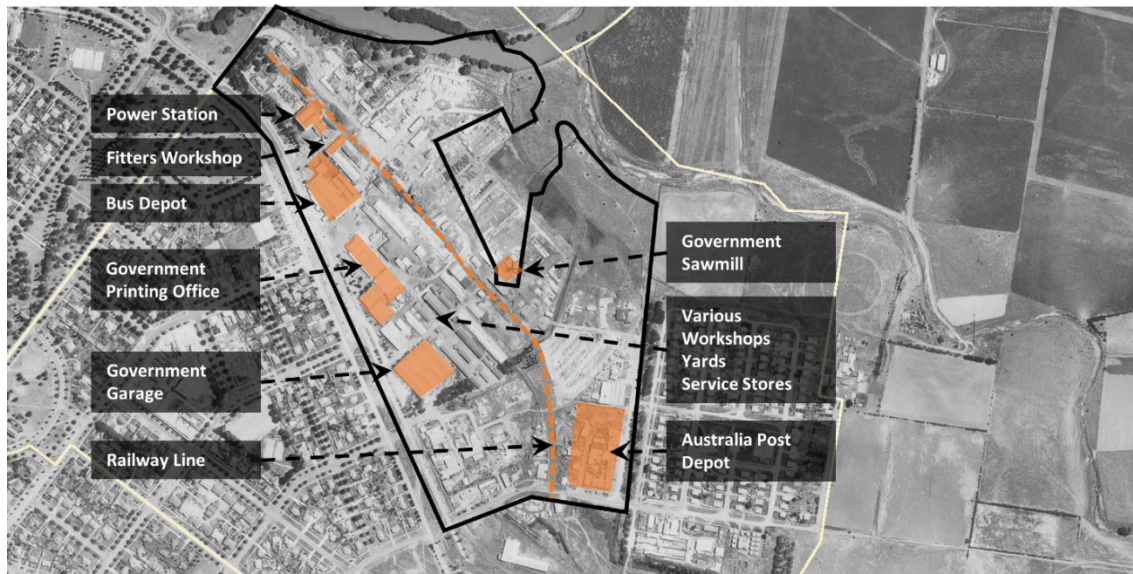 Power Station
Fitters Workshop
Bus Depot
Government
Printing Office
Government
Garage
Railway Line
Government
Sawmill
Various
Workshops
Yards
Service Stores
Australia Post
Depot